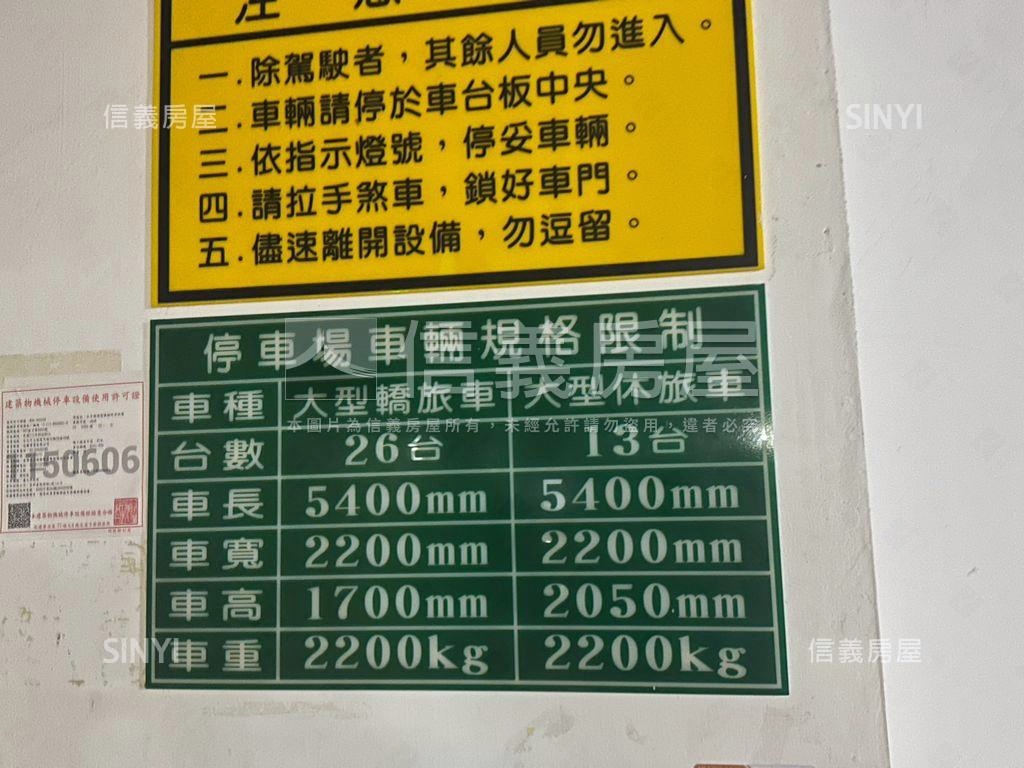 一.除駕駛者，其餘人員勿進入。
二.車輛請停於車台板中央。
三.依指示燈號，停妥車輛。
四.請拉手煞車，鎖好車門。
五.儘速離開設備，勿逗留。
信義房屋
SINYI
停車場車輛規格限制
信義房屋
車種 大型轎旅車 大型休旅車
本圖片為信義房屋所有，未經允許請勿盜用，違者必究
台數 26台 13台
車長 5400mm 5400mm
車寬 2200mm 2200mm
車高 1700mm 2050mm
車重 2200kg 2200kg
建築物機械停車設備使用許可證
1150606
SINYI
信義房屋